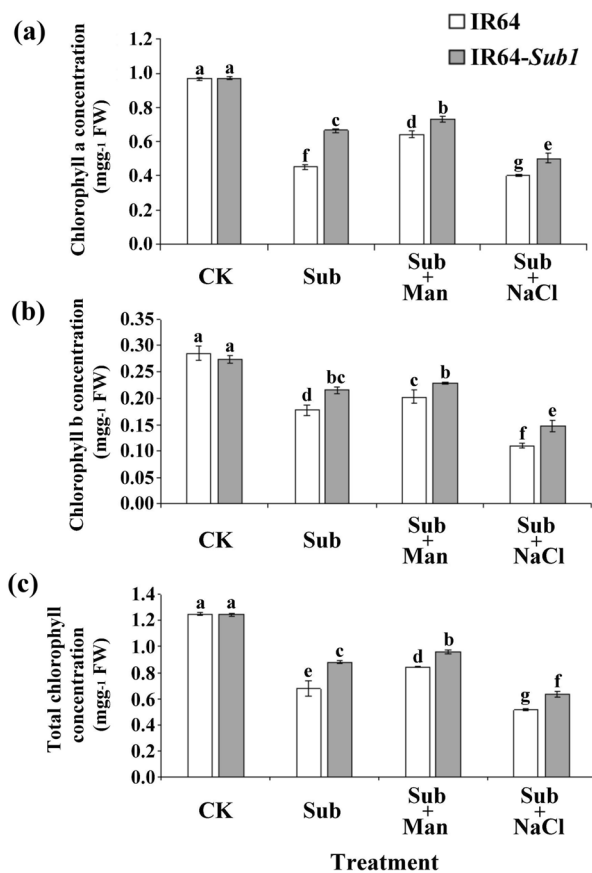 (a)
IR64
IR64-Sub1
Chlorophyll a concentration
(mgg-1 FW)
1.2
1.0
0.8
0.6
0.4
0.2
0.0
a a
f c
d b
g e
CK
Sub
Sub
+
Man
Sub
+
NaCl
(b)
Chlorophyll b concentration
(mgg-1 FW)
0.35
0.30
0.25
0.20
0.15
0.10
0.05
0.00
a a
d bc
c b
f e
CK
Sub
Sub
+
Man
Sub
+
NaCl
(c)
Total chlorophyll
concentration
(mgg-1 FW)
1.4
1.2
1.0
0.8
0.6
0.4
0.2
0.0
a a
e c
d b
g f
CK
Sub
Sub
+
Man
Sub
+
NaCl
Treatment